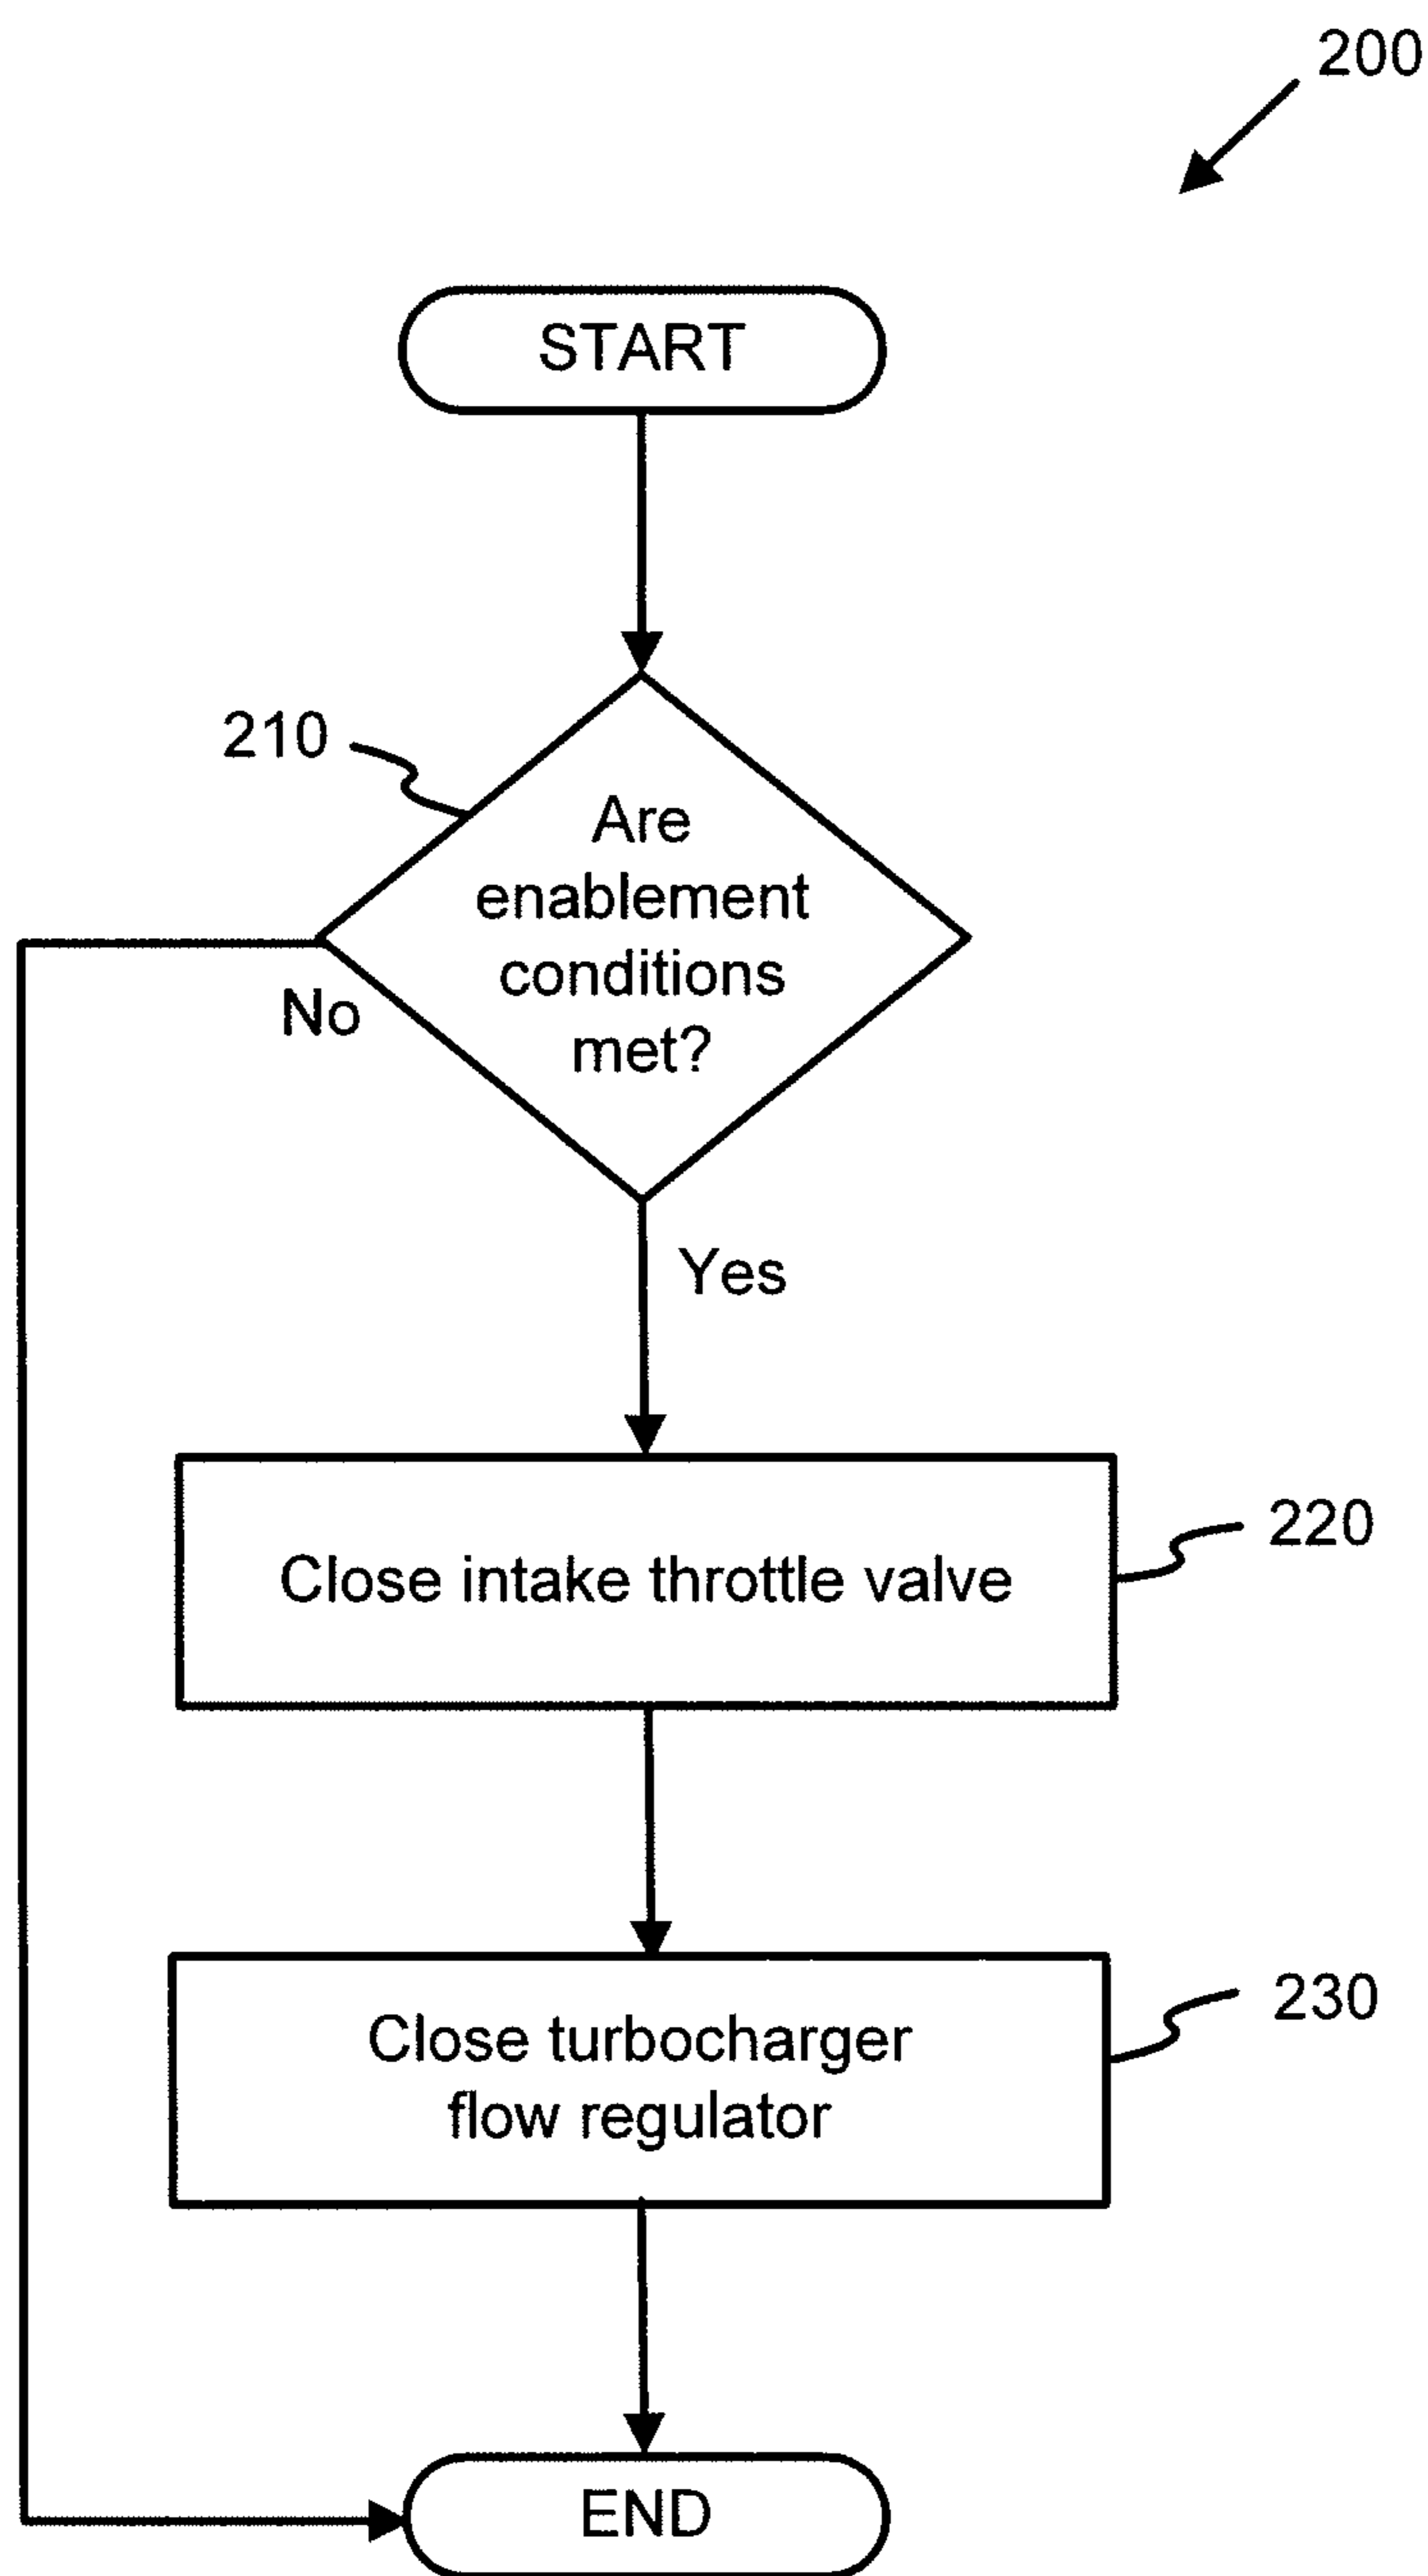 200
START
210
Are
enablement
conditions
met?
No
Yes
Close intake throttle valve
220
Close turbocharger
flow regulator
230
END